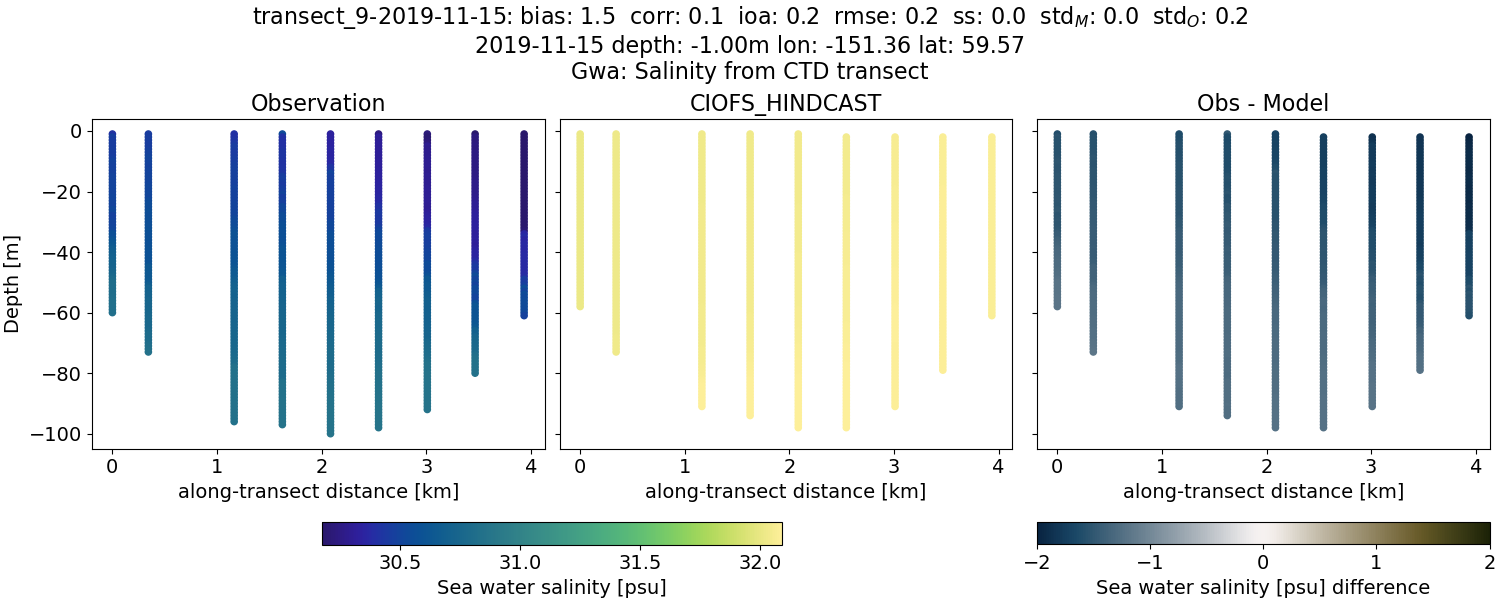 transect_9-2019-11-15: bias: 1.5 corr: 0.1 ioa: 0.2 rmse: 0.2 ss: 0.0 std_M: 0.0 std_O: 0.2
2019-11-15 depth: -1.00m lon: -151.36 lat: 59.57
Gwa: Salinity from CTD transect
Observation
CIOFS_HINDCAST
Obs - Model
Depth [m]
0
−20
−40
−60
−80
−100
0 1 2 3 4
0 1 2 3 4
0 1 2 3 4
along-transect distance [km]
along-transect distance [km]
along-transect distance [km]
30.5 31.0 31.5 32.0
Sea water salinity [psu]
−2 −1 0 1 2
Sea water salinity [psu] difference